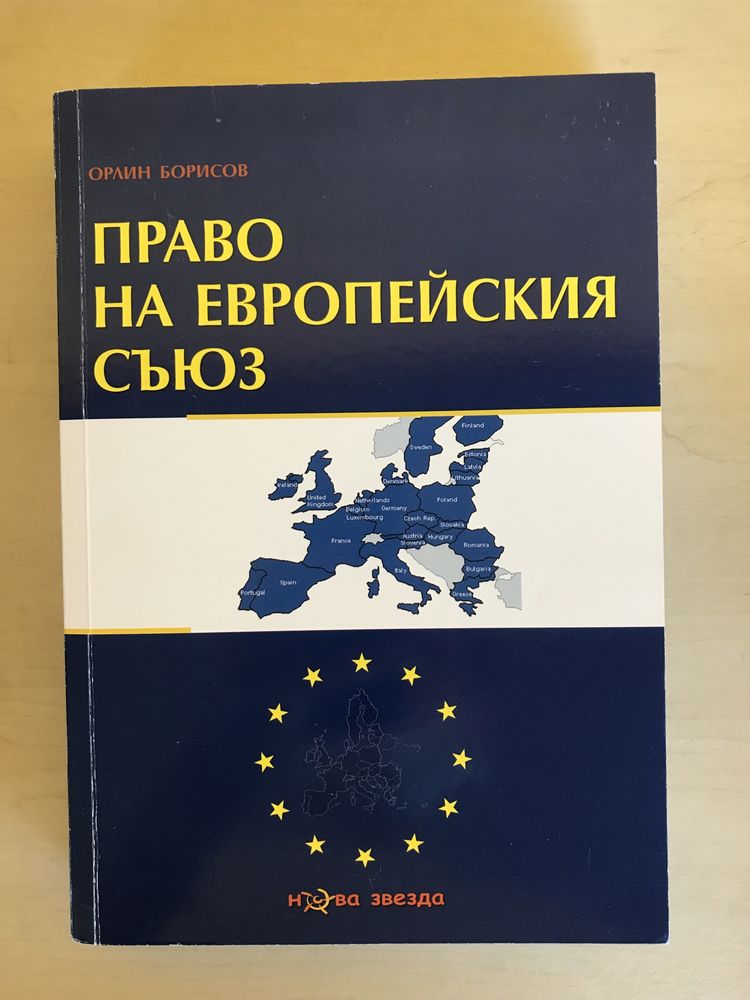 ОРЛИН БОРИСОВ
ПРАВО
НА ЕВРОПЕЙСКИЯ
СЪЮЗ
Finland
Sweden
Estonia
Latvia
Lithuania
Ireland
United
Kingdom
Denmark
Netherlands
Belgium
Germany
Luxembourg
Poland
Czech Rep.
Slovakia
France
Austria
Hungary
Slovenia
Romania
Italy
Bulgaria
Spain
Portugal
Greece
нова звезда